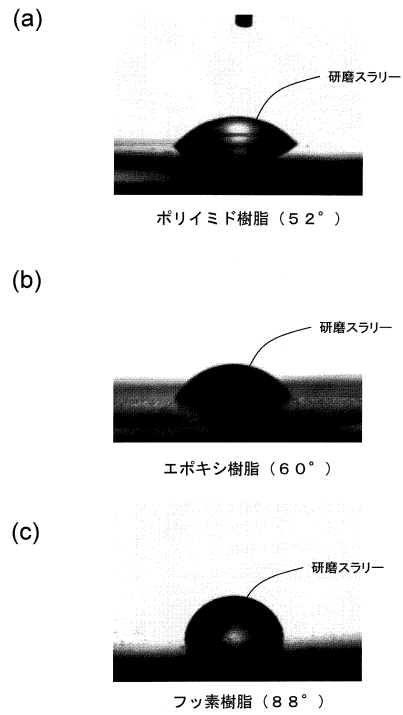 (a)
研磨スラリー
ポリイミド樹脂(52°)
(b)
研磨スラリー
エポキシ樹脂(60°)
(c)
研磨スラリー
フッ素樹脂(88°)